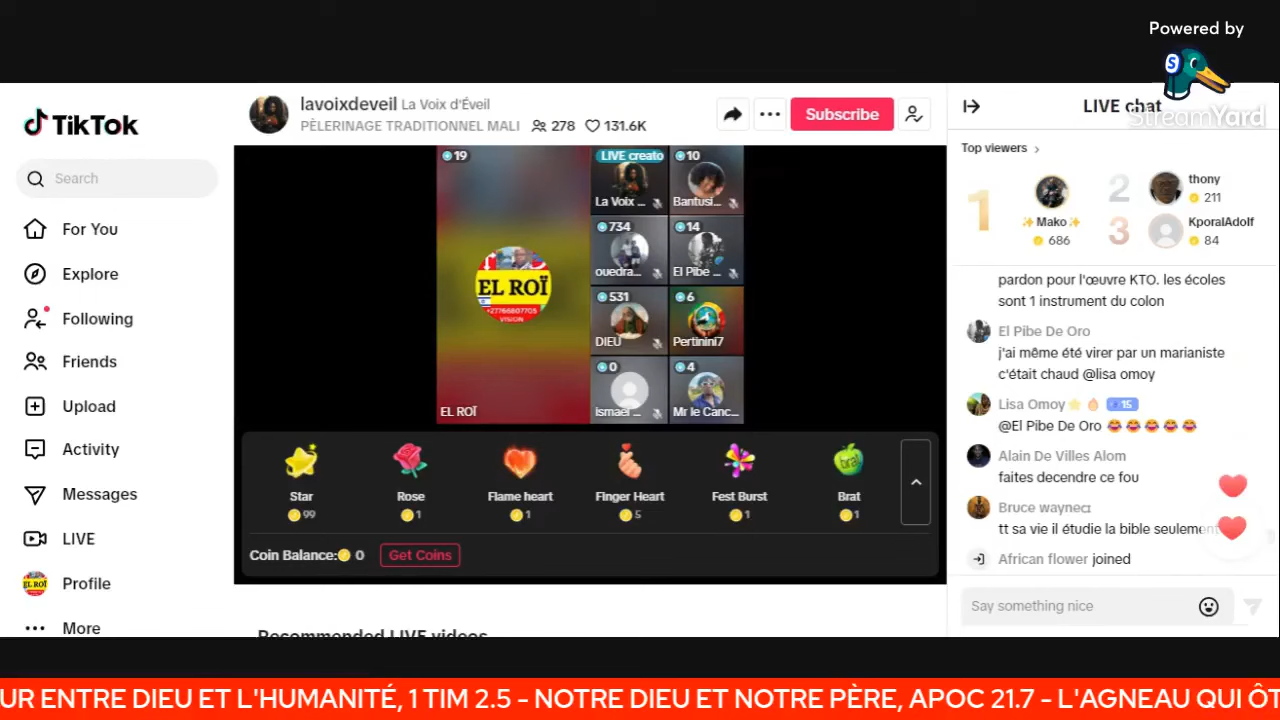 Powered by
StreamYard
TikTok
Search
For You
Explore
Following
Friends
Upload
Activity
Messages
LIVE
Profile
More
lavoixdeveil La Voix d'Éveil
PÈLERINAGE TRADITIONNEL MALI 278 131.6K
Subscribe
19
EL ROÏ
+27766807705
VISION
EL ROÏ
LIVE creato
La Voix ...
10
Bantusi...
734
ouedra...
14
El Pibe ...
531
DIEU
6
Pertinini7
0
ismael ...
4
Mr le Canc...
Star
99
Rose
1
Flame heart
1
Finger Heart
5
Fest Burst
1
Brat
1
Coin Balance: 0
Get Coins
Recommended LIVE videos
LIVE chat
Top viewers
1
Mako
686
2
thony
211
3
KporalAdolf
84
pardon pour l'œuvre KTO. les écoles
sont 1 instrument du colon
El Pibe De Oro
j'ai même été virer par un marianiste
c'était chaud @lisa omoy
Lisa Omoy 15
@El Pibe De Oro 😂😂😂😂😂
Alain De Villes Alom
faites decendre ce fou
Bruce wayne
tt sa vie il étudie la bible seulement
African flower joined
Say something nice
UR ENTRE DIEU ET L'HUMANITÉ, 1 TIM 2.5 - NOTRE DIEU ET NOTRE PÈRE, APOC 21.7 - L'AGNEAU QUI ÔT